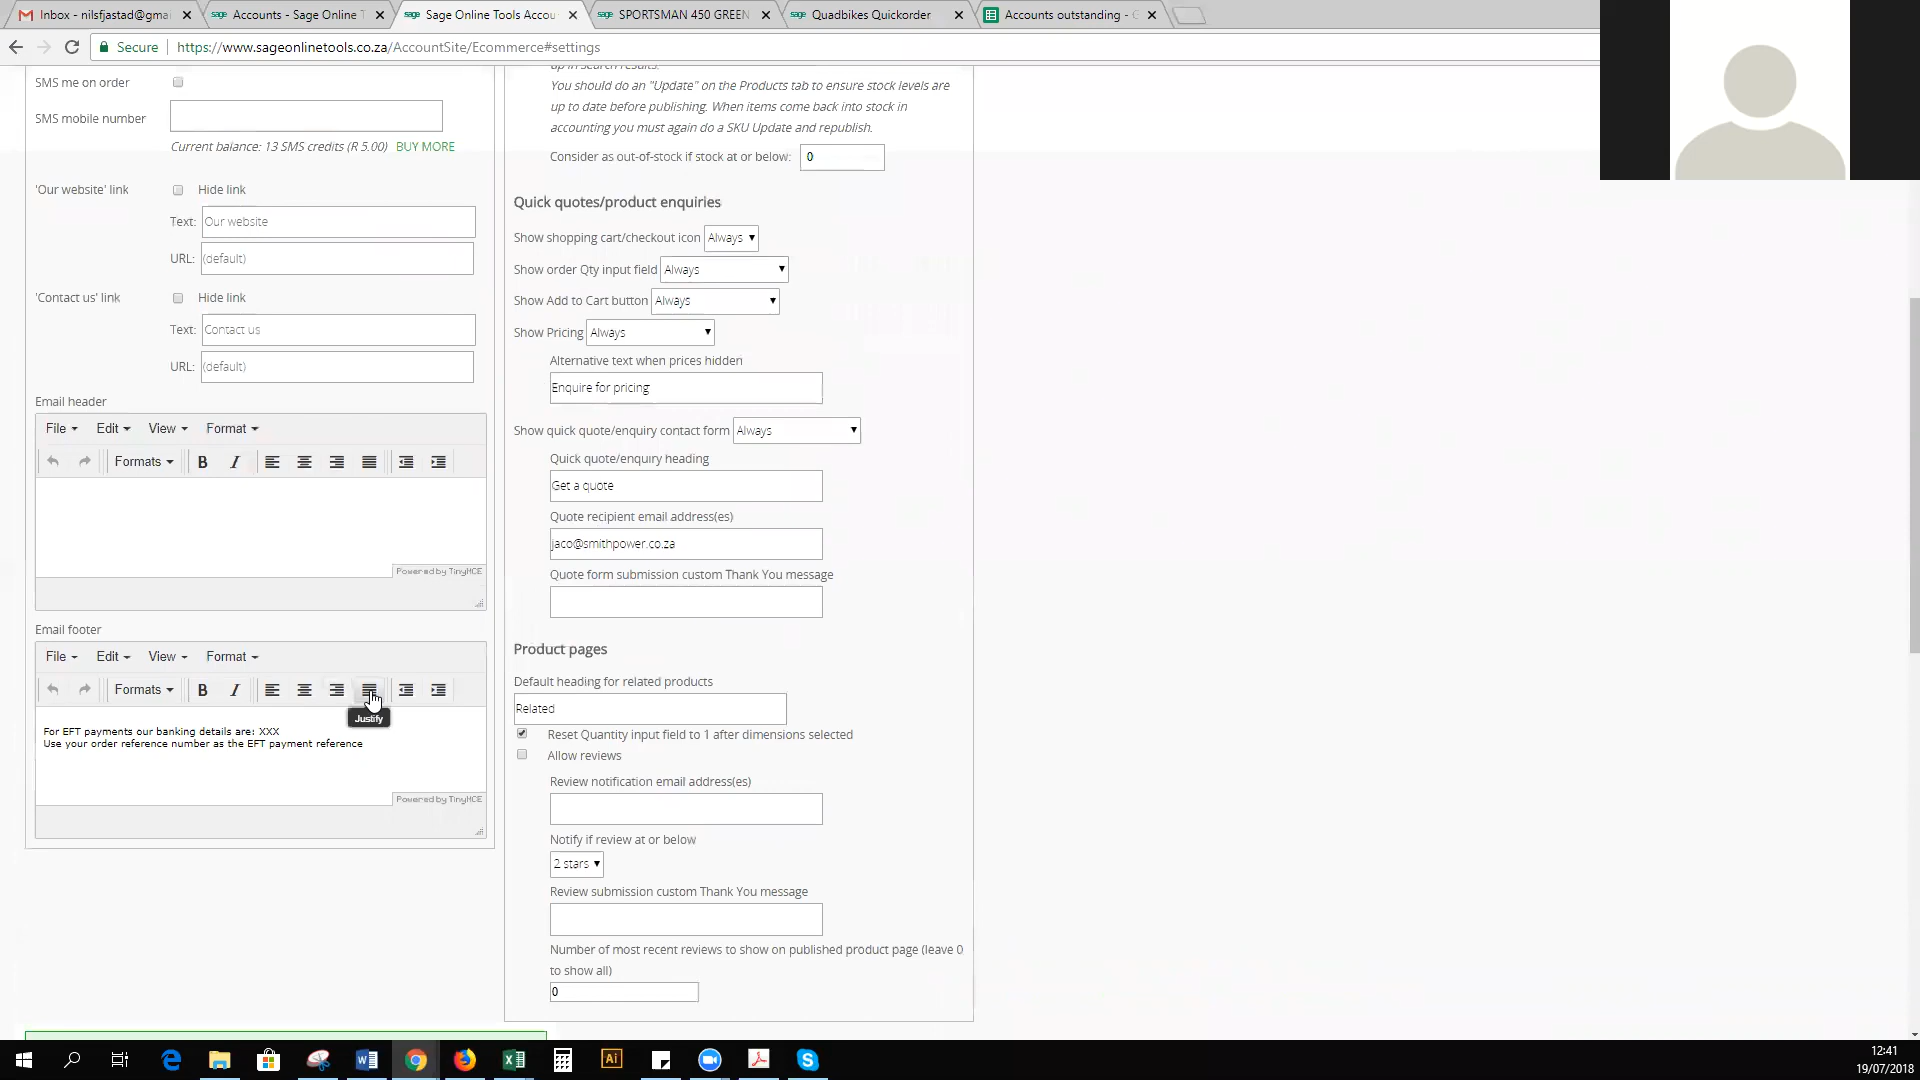 Inbox - nilsfjastad@gmai
Accounts - Sage Online T
Sage Online Tools Accou
SPORTSMAN 450 GREEN
Quadbikes Quickorder
Accounts outstanding -
Secure
https://www.sageonlinetools.co.za/AccountSite/Ecommerce#settings
SMS me on order
SMS mobile number
Current balance: 13 SMS credits (R 5.00) BUY MORE
'Our website' link
Hide link
Text: Our website
URL: (default)
'Contact us' link
Hide link
Text: Contact us
URL: (default)
Email header
File Edit View Format
Formats B I
Powered by TinyMCE
Email footer
File Edit View Format
Formats B I
Justify
For EFT payments our banking details are: XXX
Use your order reference number as the EFT payment reference
Powered by TinyMCE
up in Search results.
You should do an "Update" on the Products tab to ensure stock levels are
up to date before publishing. When items come back into stock in
accounting you must again do a SKU Update and republish.
Consider as out-of-stock if stock at or below: 0
Quick quotes/product enquiries
Show shopping cart/checkout icon Always
Show order Qty input field Always
Show Add to Cart button Always
Show Pricing Always
Alternative text when prices hidden
Enquire for pricing
Show quick quote/enquiry contact form Always
Quick quote/enquiry heading
Get a quote
Quote recipient email address(es)
jaco@smithpower.co.za
Quote form submission custom Thank You message
Product pages
Default heading for related products
Related
Reset Quantity input field to 1 after dimensions selected
Allow reviews
Review notification email address(es)
Notify if review at or below
2 stars
Review submission custom Thank You message
Number of most recent reviews to show on published product page (leave 0
to show all)
0
12:41
19/07/2018